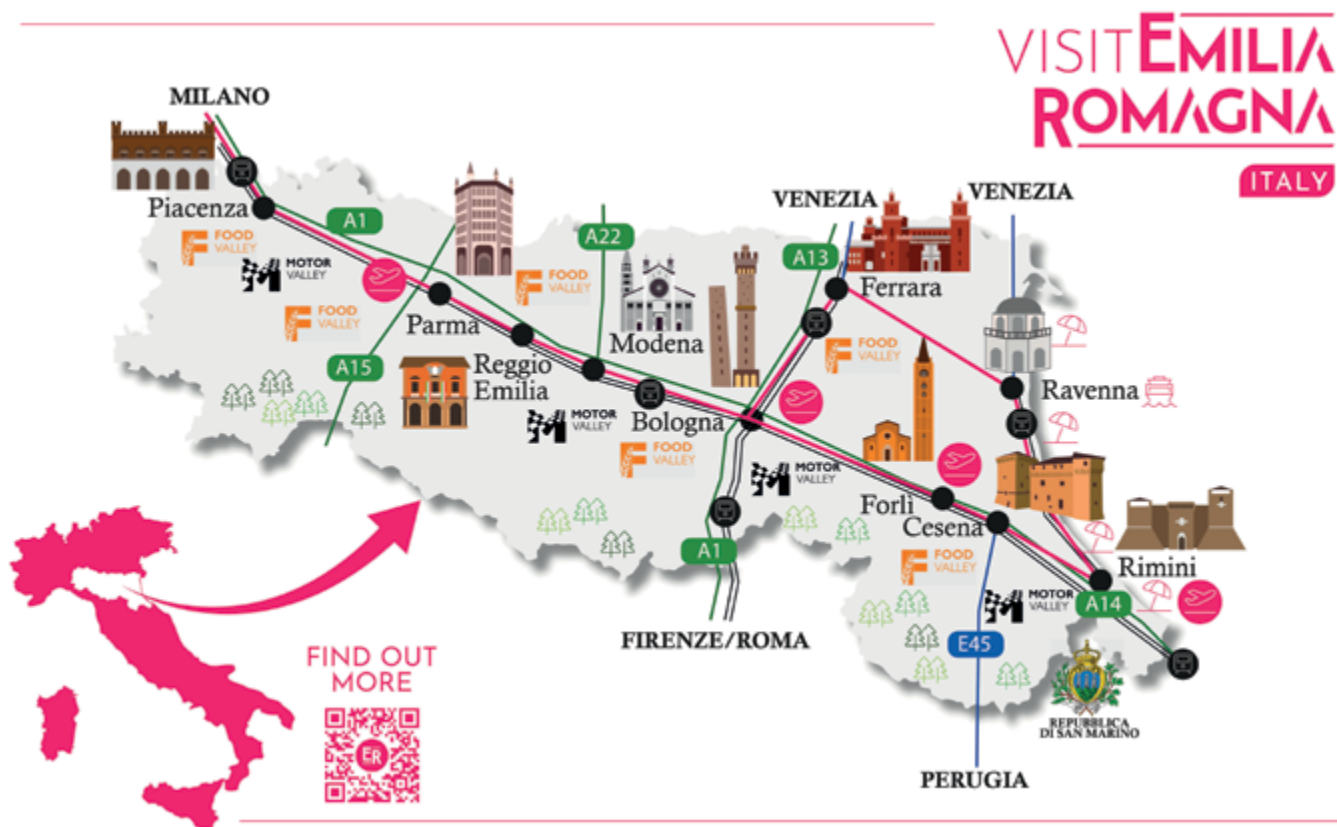 VISIT EMILIA
ROMAGNA
ITALY
MILANO
Piacenza
A1
FOOD
VALLEY
MOTOR
VALLEY
FOOD
VALLEY
Parma
A15
Reggio
Emilia
FOOD
VALLEY
A22
Modena
MOTOR
VALLEY
Bologna
FOOD
VALLEY
VENEZIA
A13
Ferrara
FOOD
VALLEY
VENEZIA
Ravenna
MOTOR
VALLEY
A1
FIRENZE/ROMA
Forlì
Cesena
FOOD
VALLEY
MOTOR
VALLEY
Rimini
A14
E45
REPUBBLICA
DI SAN MARINO
PERUGIA
FIND OUT
MORE
ER